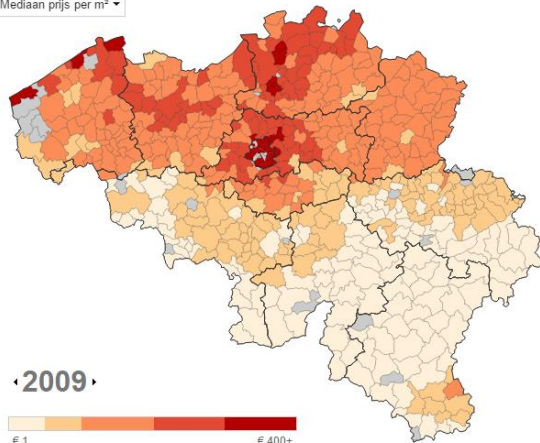 Mediaan prijs per m² ▾
◂2009▸
€ 1
€ 400+